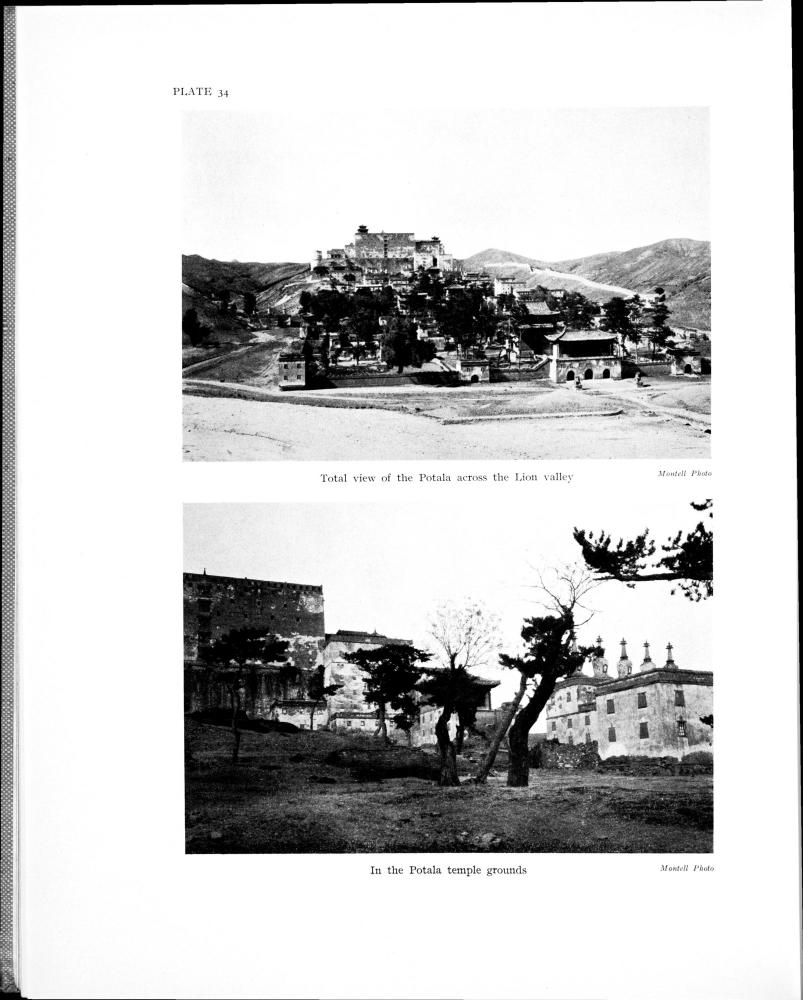 PLATE 34
Total view of the Potala across the Lion valley
Montell Photo
In the Potala temple grounds
Montell Photo